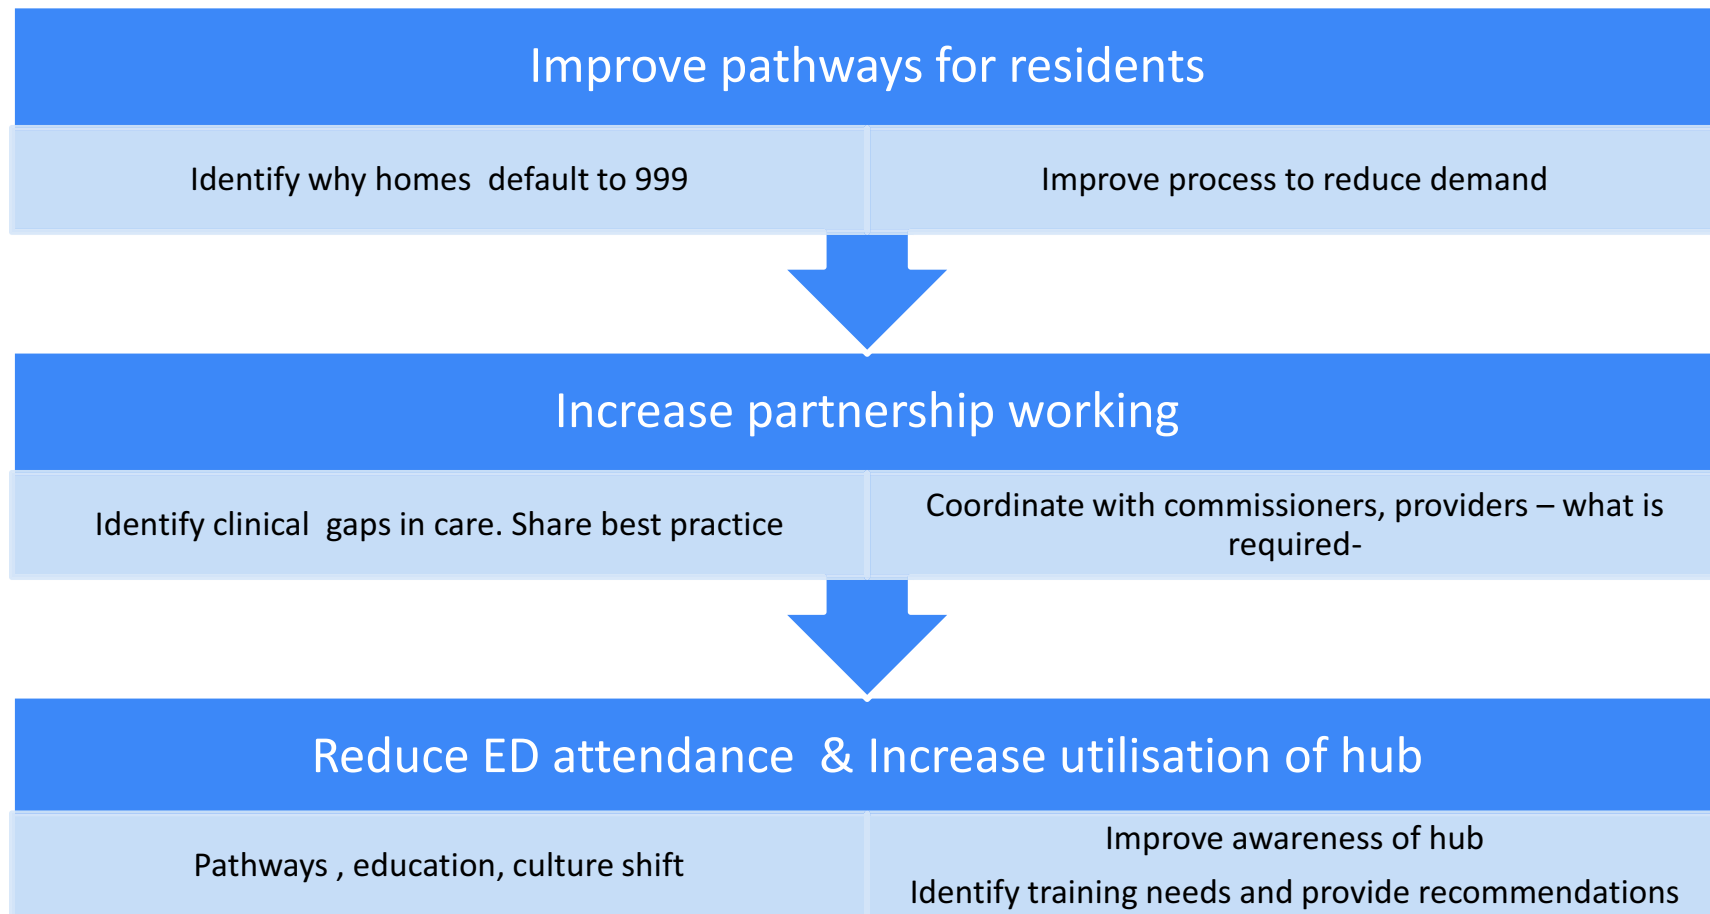 Improve pathways for residents
Identify why homes  default to 999
Improve process to reduce demand
Increase partnership working
Identify clinical  gaps in care. Share best practice
Coordinate with commissioners, providers – what is
required-
Reduce ED attendance  & Increase utilisation of hub
Pathways , education, culture shift
Improve awareness of hub
Identify training needs and provide recommendations